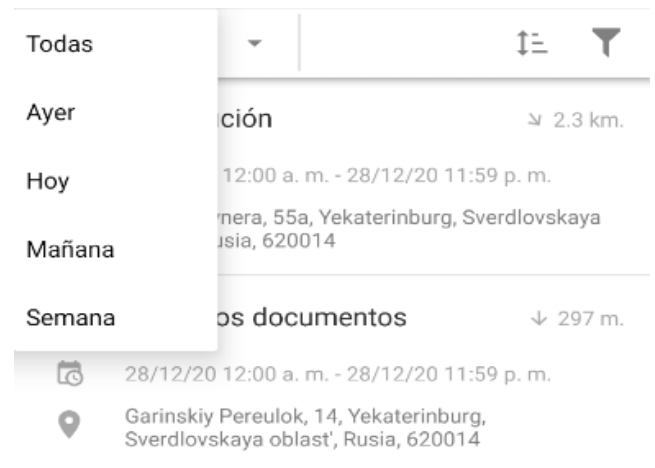 Todas
Ayer
Hoy
Mañana
Semana
ción
2.3 km.
12:00 a. m. - 28/12/20 11:59 p. m.
nera, 55a, Yekaterinburg, Sverdlovskaya
usia, 620014
os documentos
297 m.
28/12/20 12:00 a. m. - 28/12/20 11:59 p. m.
Garinskiy Pereulok, 14, Yekaterinburg,
Sverdlovskaya oblast', Rusia, 620014